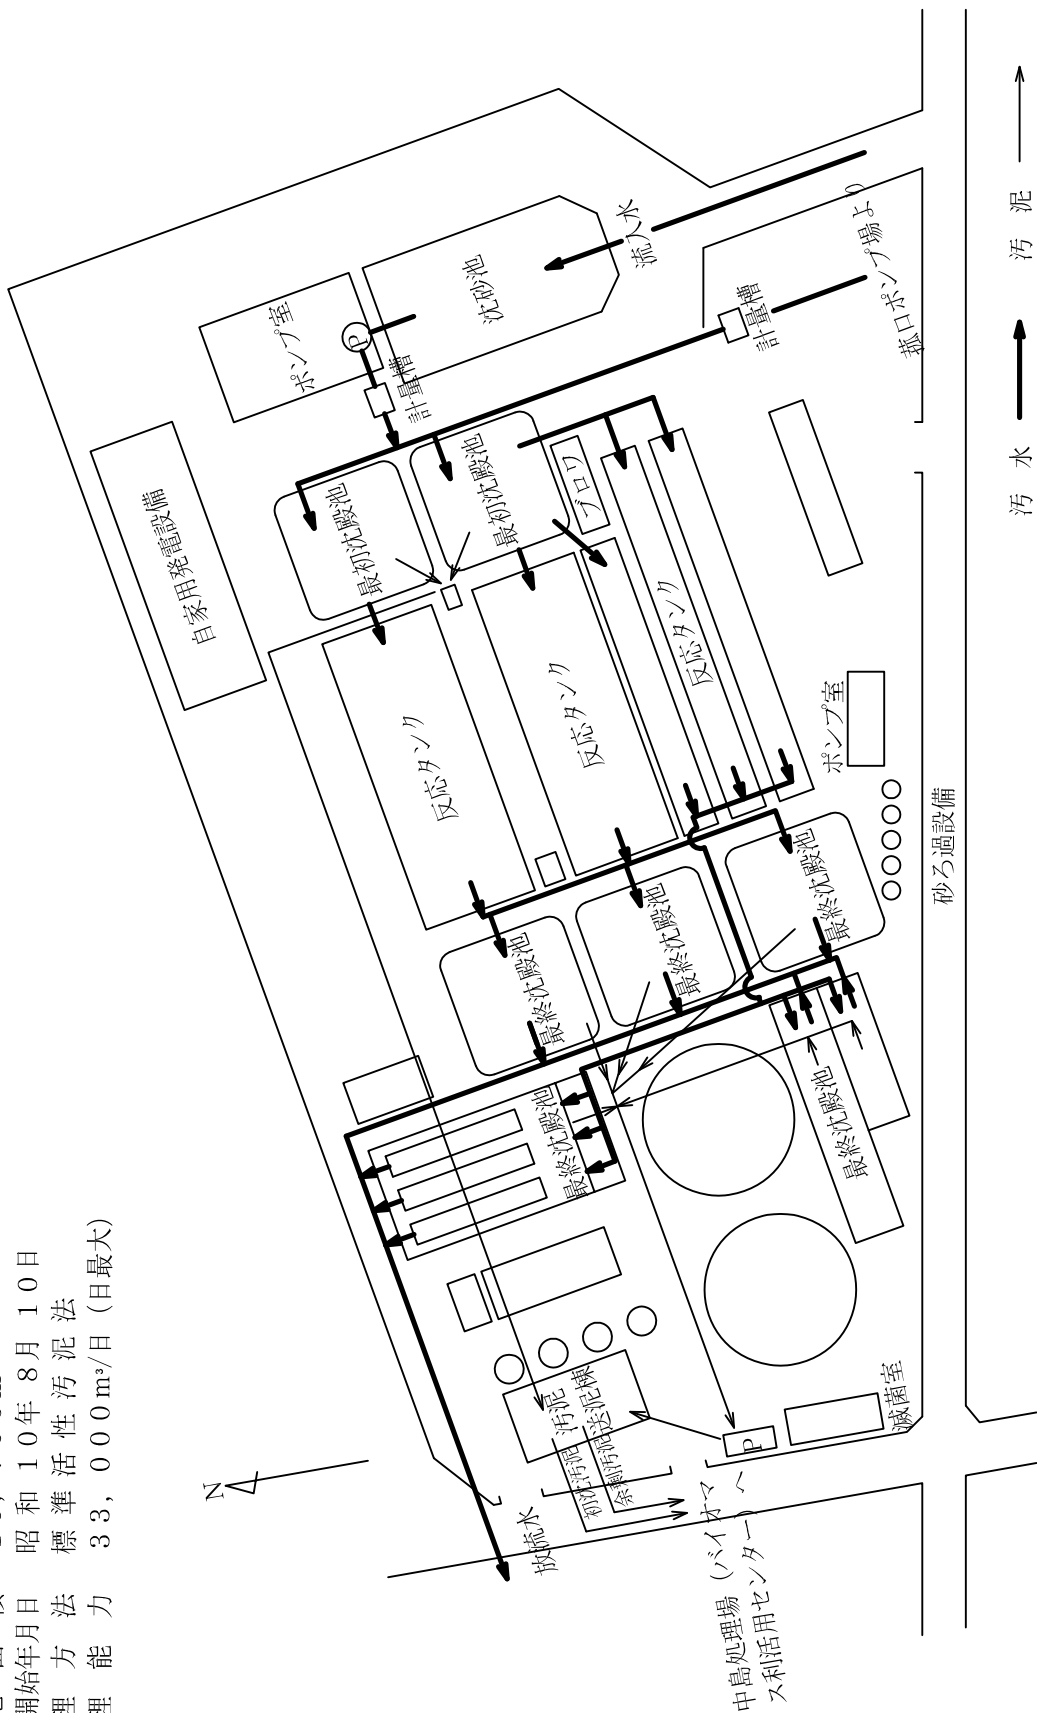 開始年月日 昭和10年8月10日
理方法 標準活性汚泥法
理能力 33,000m³/日(日最大)
N
自家用発電設備
ポンプ室
P
沈砂池
流入水
計量槽
計量槽
菰口ポンプ場より
最初沈殿池
最初沈殿池
ブロワ
反応タンク
反応タンク
反応タンク
ポンプ室
砂ろ過設備
最終沈殿池
最終沈殿池
最終沈殿池
最終沈殿池
最終沈殿池
汚泥
送泥棟
初沈汚泥
余剰汚泥
P
滅菌室
放流水
中島処理場(バイオマ
ス利活用センター)へ
汚水
汚泥